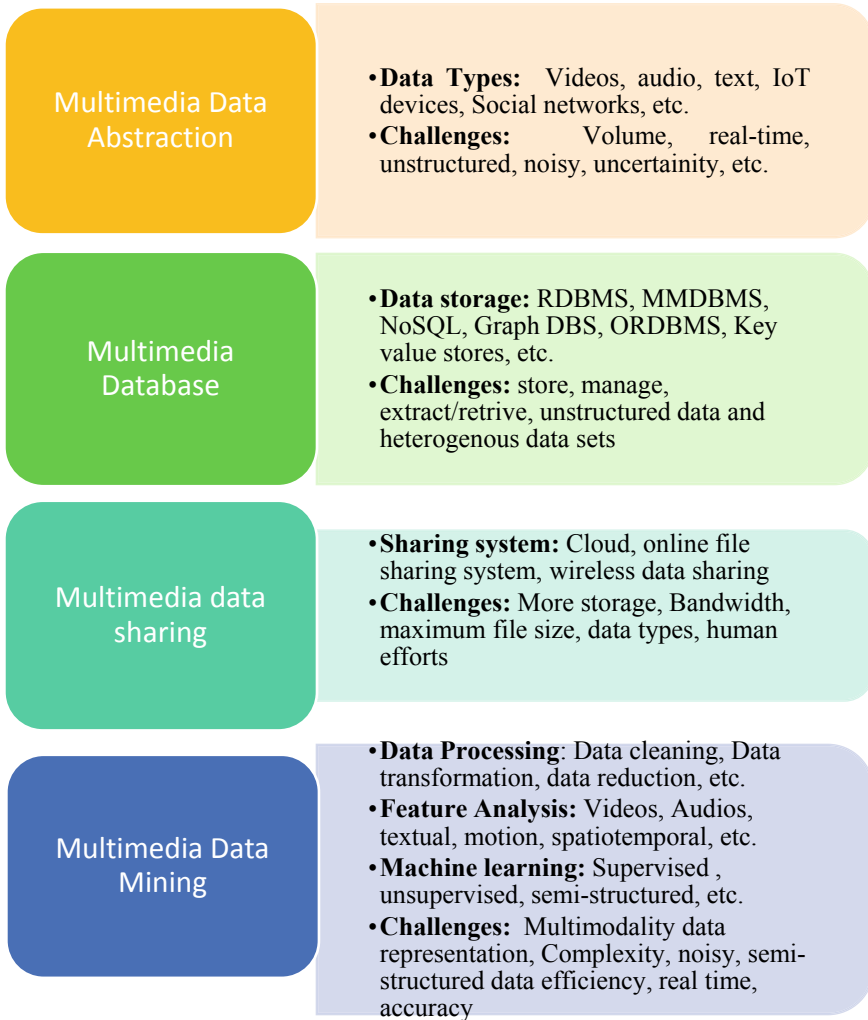 Multimedia Data
Abstraction
•Data Types: Videos, audio, text, IoT
devices, Social networks, etc.
•Challenges: Volume, real-time,
unstructured, noisy, uncertainity, etc.
Multimedia
Database
•Data storage: RDBMS, MMDBMS,
NoSQL, Graph DBS, ORDBMS, Key
value stores, etc.
•Challenges: store, manage,
extract/retrive, unstructured data and
heterogenous data sets
Multimedia data
sharing
•Sharing system: Cloud, online file
sharing system, wireless data sharing
•Challenges: More storage, Bandwidth,
maximum file size, data types, human
efforts
Multimedia Data
Mining
•Data Processing: Data cleaning, Data
transformation, data reduction, etc.
•Feature Analysis: Videos, Audios,
textual, motion, spatiotemporal, etc.
•Machine learning: Supervised ,
unsupervised, semi-structured, etc.
•Challenges: Multimodality data
representation, Complexity, noisy, semi-
structured data efficiency, real time,
accuracy